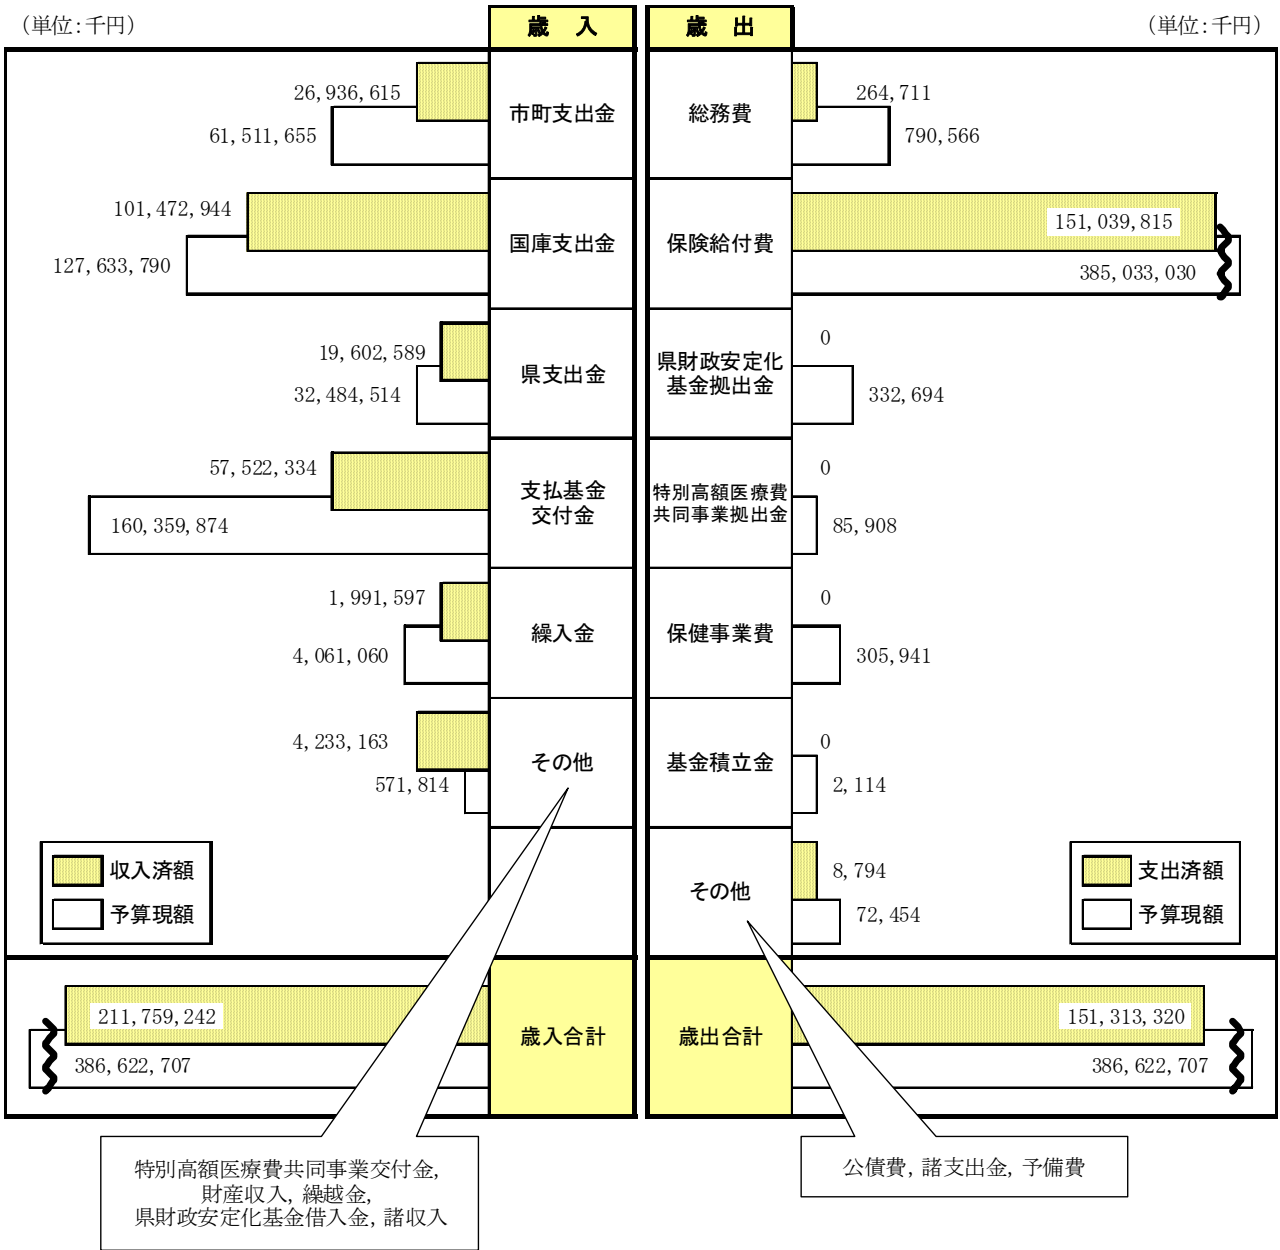 （単位：千円）
歳　入
歳　出
（単位：千円）
26,936,615
61,511,655
市町支出金
101,472,944
127,633,790
国庫支出金
19,602,589
32,484,514
県支出金
57,522,334
160,359,874
支払基金
交付金
1,991,597
4,061,060
繰入金
4,233,163
571,814
その他
収入済額
予算現額
211,759,242
386,622,707
歳入合計
総務費
264,711
790,566
保険給付費
151,039,815
385,033,030
県財政安定化
基金拠出金
0
332,694
特別高額医療費
共同事業拠出金
0
85,908
保健事業費
0
305,941
基金積立金
0
2,114
その他
8,794
72,454
支出済額
予算現額
歳出合計
151,313,320
386,622,707
特別高額医療費共同事業交付金,
財産収入, 繰越金,
県財政安定化基金借入金, 諸収入
公債費, 諸支出金, 予備費